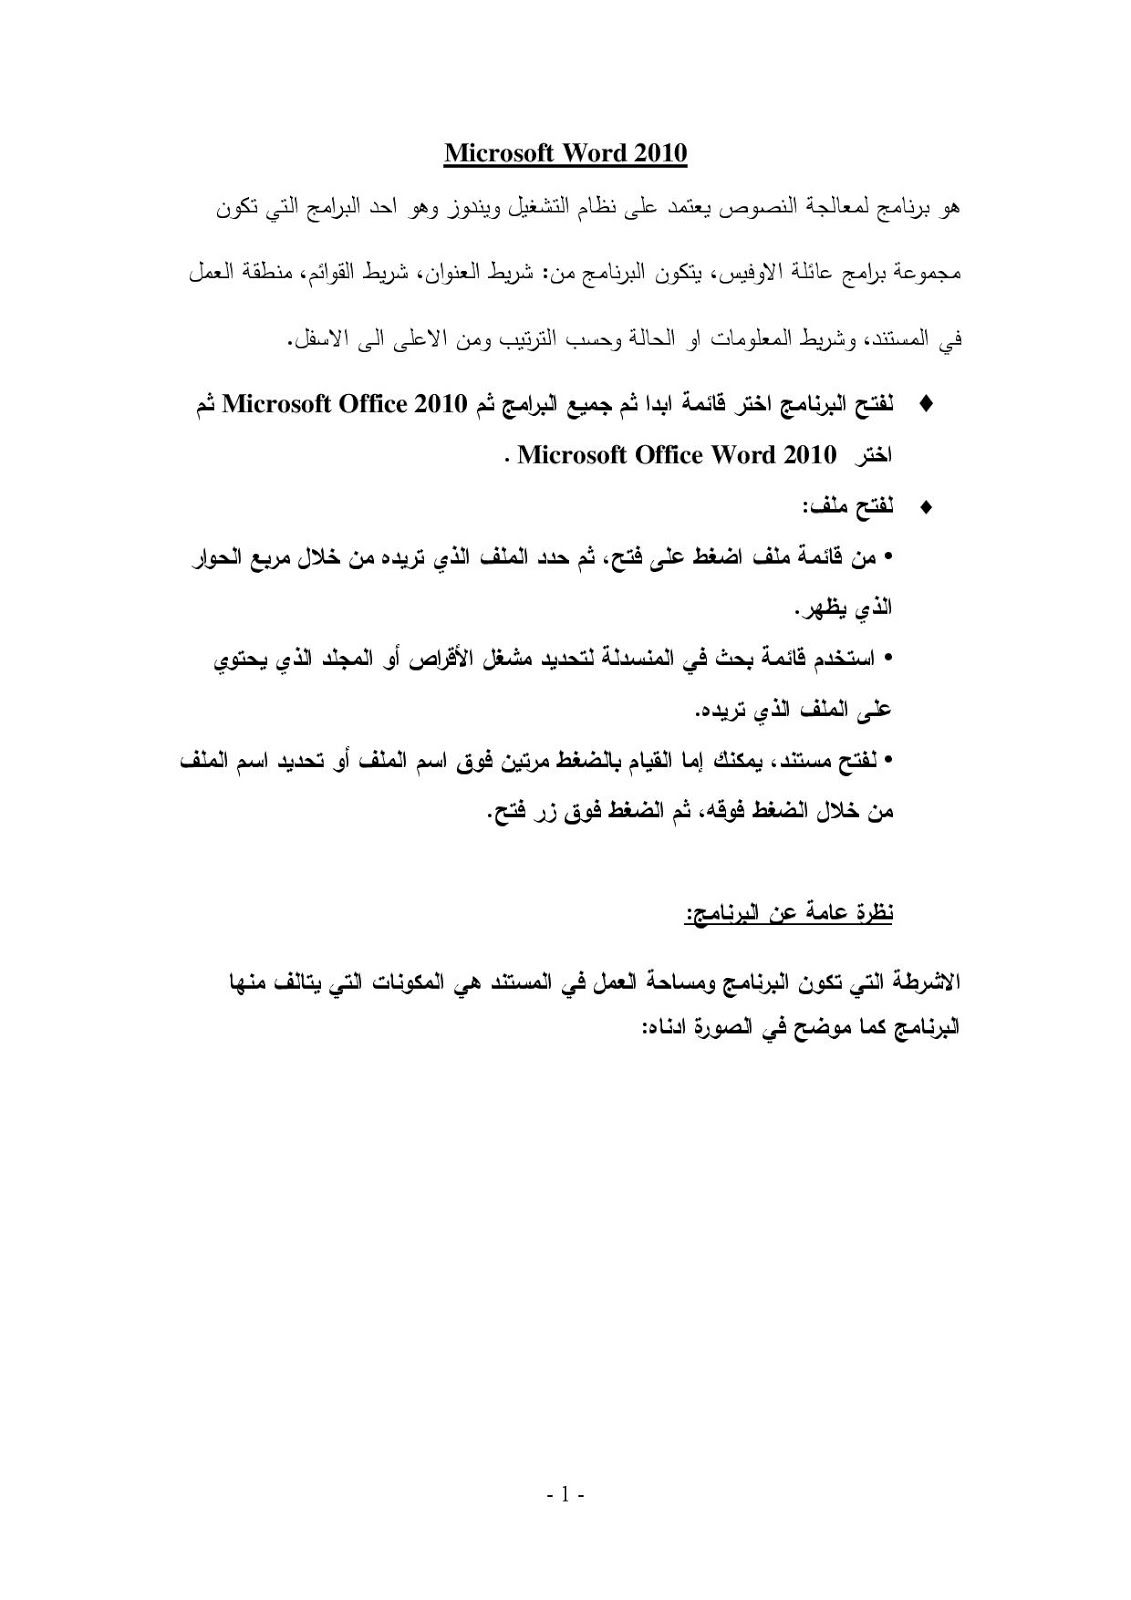 Microsoft Word 2010
هو برنامج لمعالجة النصوص يعتمد على نظام التشغيل ويندوز وهو احد البرامج التي تكون
مجموعة برامج عائلة الاوفيس، يتكون البرنامج من: شريط العنوان، شريط القوائم، منطقة العمل
في المستند، وشريط المعلومات او الحالة وحسب الترتيب ومن الاعلى الى الاسفل.
♦ لفتح البرنامج اختر قائمة ابدا ثم جميع البرامج ثم Microsoft Office 2010 ثم
اختر Microsoft Office Word 2010 .
♦ لفتح ملف:
• من قائمة ملف اضغط على فتح، ثم حدد الملف الذي تريده من خلال مربع الحوار
الذي يظهر.
• استخدم قائمة بحث في المنسدلة لتحديد مشغل الأقراص أو المجلد الذي يحتوي
على الملف الذي تريده.
• لفتح مستند، يمكنك إما القيام بالضغط مرتين فوق اسم الملف أو تحديد اسم الملف
من خلال الضغط فوقه، ثم الضغط فوق زر فتح.
نظرة عامة عن البرنامج:
الاشرطة التي تكون البرنامج ومساحة العمل في المستند هي المكونات التي يتالف منها
البرنامج كما موضح في الصورة ادناه:
- 1 -